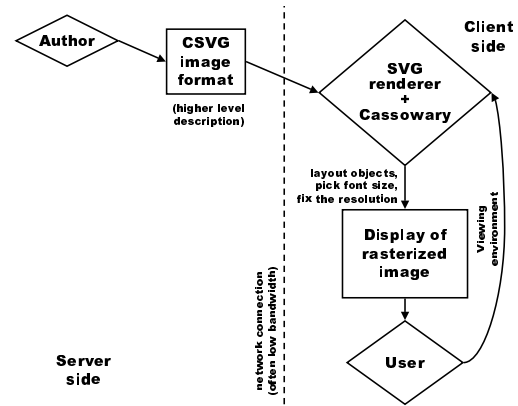 Author
CSVG
image
format
(higher level
description)
Client
side
SVG
renderer
+
Cassowary
layout objects,
pick font size,
fix the resolution
Display of
rasterized
image
Viewing
environment
network connection
(often low bandwidth)
User
Server
side